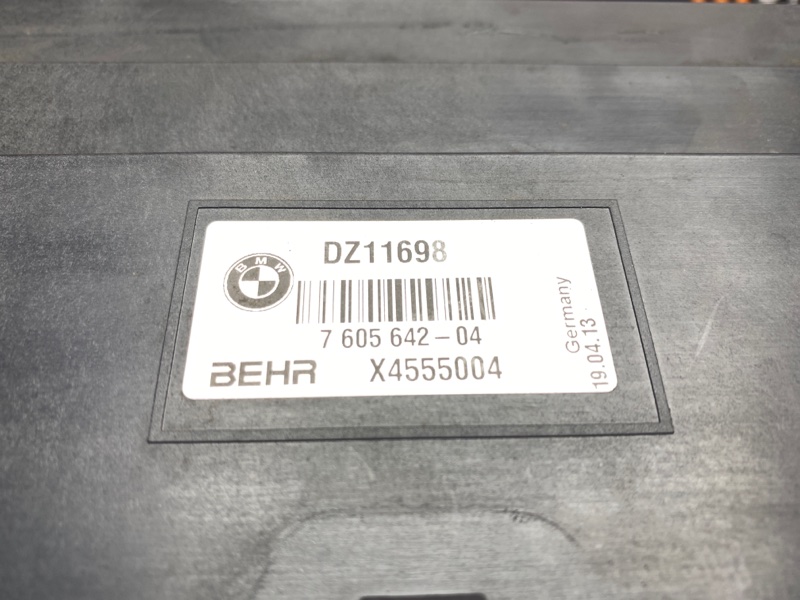 BMW
DZ11698
7 605 642-04
BEHR X4555004
Germany
19.04.13